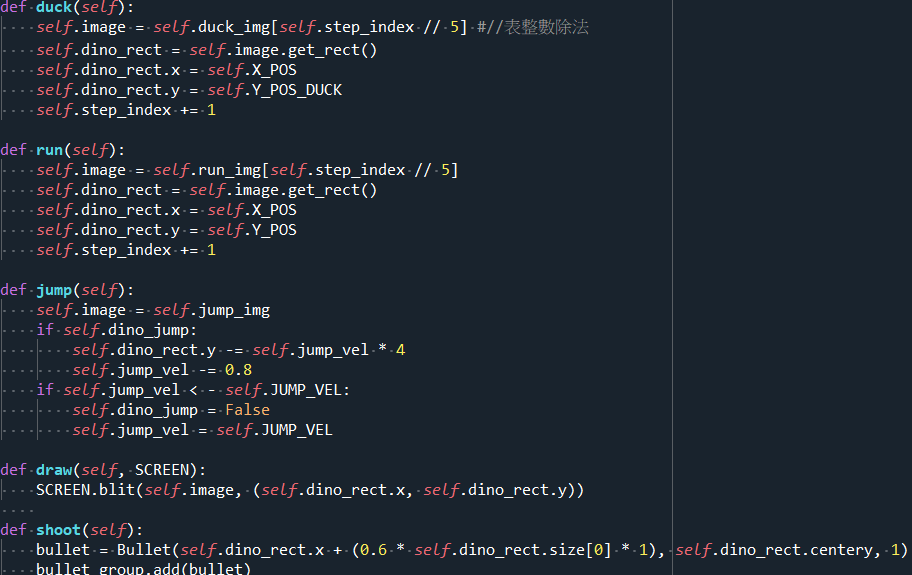 def duck(self):
    self.image = self.duck_img[self.step_index // 5] #//表整數除法
    self.dino_rect = self.image.get_rect()
    self.dino_rect.x = self.X_POS
    self.dino_rect.y = self.Y_POS_DUCK
    self.step_index += 1

def run(self):
    self.image = self.run_img[self.step_index // 5]
    self.dino_rect = self.image.get_rect()
    self.dino_rect.x = self.X_POS
    self.dino_rect.y = self.Y_POS
    self.step_index += 1

def jump(self):
    self.image = self.jump_img
    if self.dino_jump:
        self.dino_rect.y -= self.jump_vel * 4
        self.jump_vel -= 0.8
    if self.jump_vel < - self.JUMP_VEL:
        self.dino_jump = False
        self.jump_vel = self.JUMP_VEL

def draw(self, SCREEN):
    SCREEN.blit(self.image, (self.dino_rect.x, self.dino_rect.y))

def shoot(self):
    bullet = Bullet(self.dino_rect.x + (0.6 * self.dino_rect.size[0] * 1), self.dino_rect.centery, 1)
    bullet_group.add(bullet)